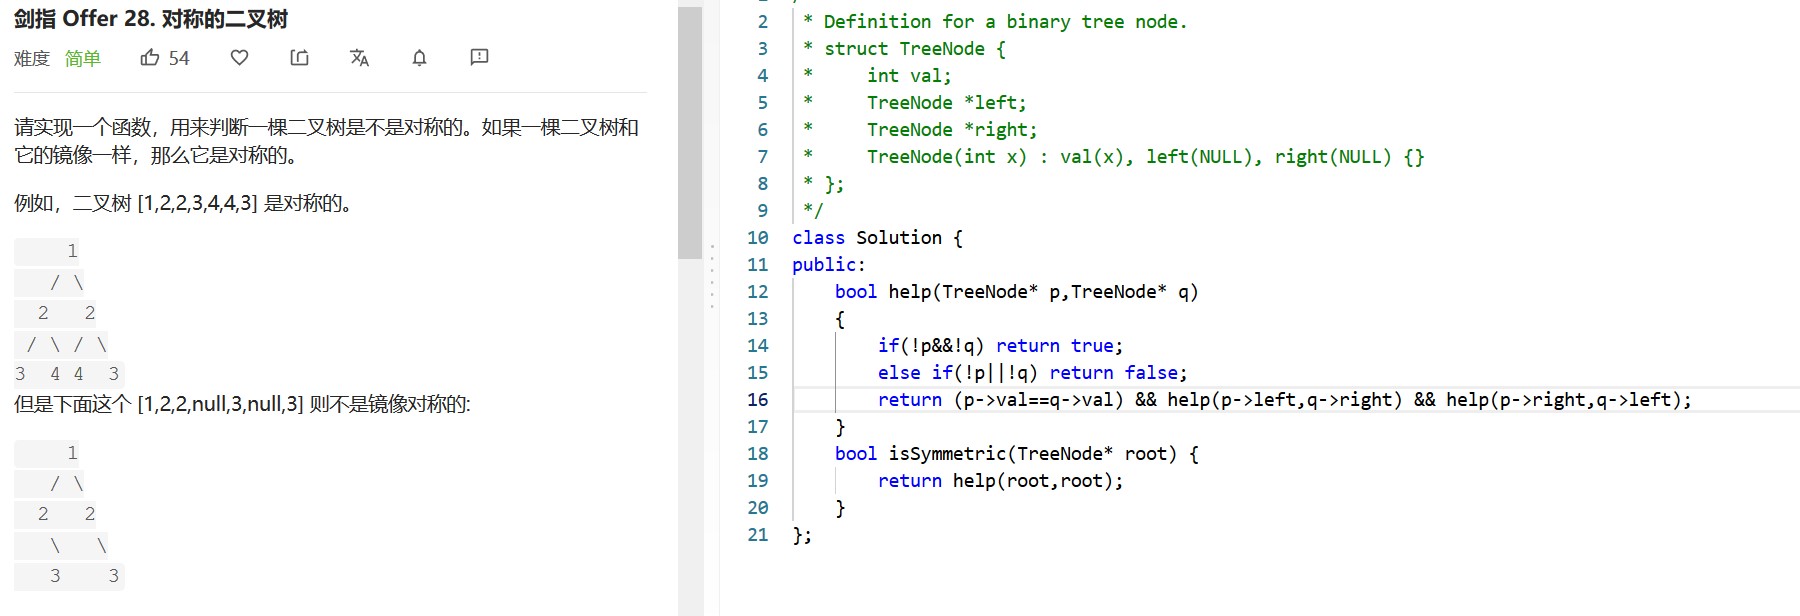 剑指 Offer 28. 对称的二叉树
难度 简单 54
请实现一个函数，用来判断一棵二叉树是不是对称的。如果一棵二叉树和
它的镜像一样，那么它是对称的。
例如，二叉树 [1,2,2,3,4,4,3] 是对称的。
1
/ \
2 2
/ \ / \
3 4 4 3
但是下面这个 [1,2,2,null,3,null,3] 则不是镜像对称的:
1
/ \
2 2
\ \
3 3
2 * Definition for a binary tree node.
3 * struct TreeNode {
4 * int val;
5 * TreeNode *left;
6 * TreeNode *right;
7 * TreeNode(int x) : val(x), left(NULL), right(NULL) {}
8 * };
9 */
10 class Solution {
11 public:
12 bool help(TreeNode* p,TreeNode* q)
13 {
14 if(!p&&!q) return true;
15 else if(!p||!q) return false;
16 return (p->val==q->val) && help(p->left,q->right) && help(p->right,q->left);
17 }
18 bool isSymmetric(TreeNode* root) {
19 return help(root,root);
20 }
21 };